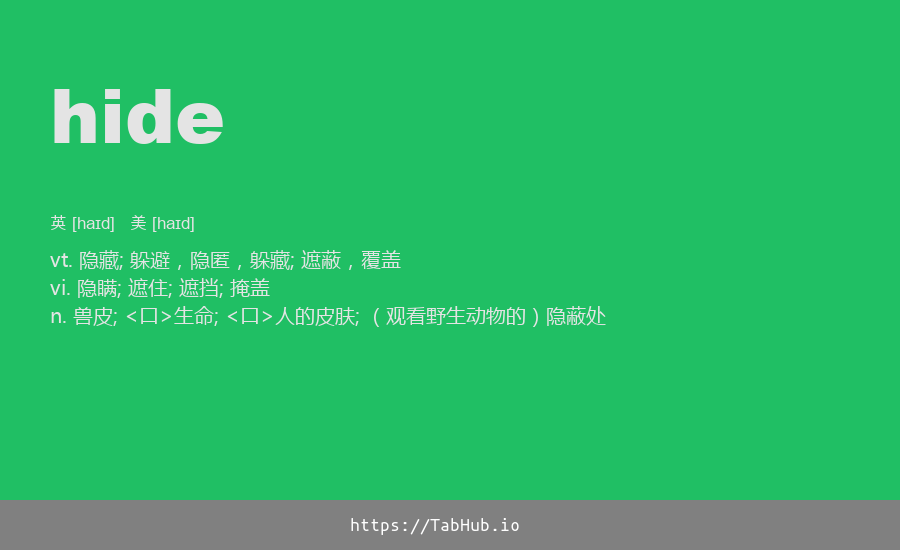 hide
英 [haɪd] 美 [haɪd]
vt. 隐藏; 躲避，隐匿，躲藏; 遮蔽，覆盖
vi. 隐瞒; 遮住; 遮挡; 掩盖
n. 兽皮; <口>生命; <口>人的皮肤; （观看野生动物的）隐蔽处
https://TabHub.io